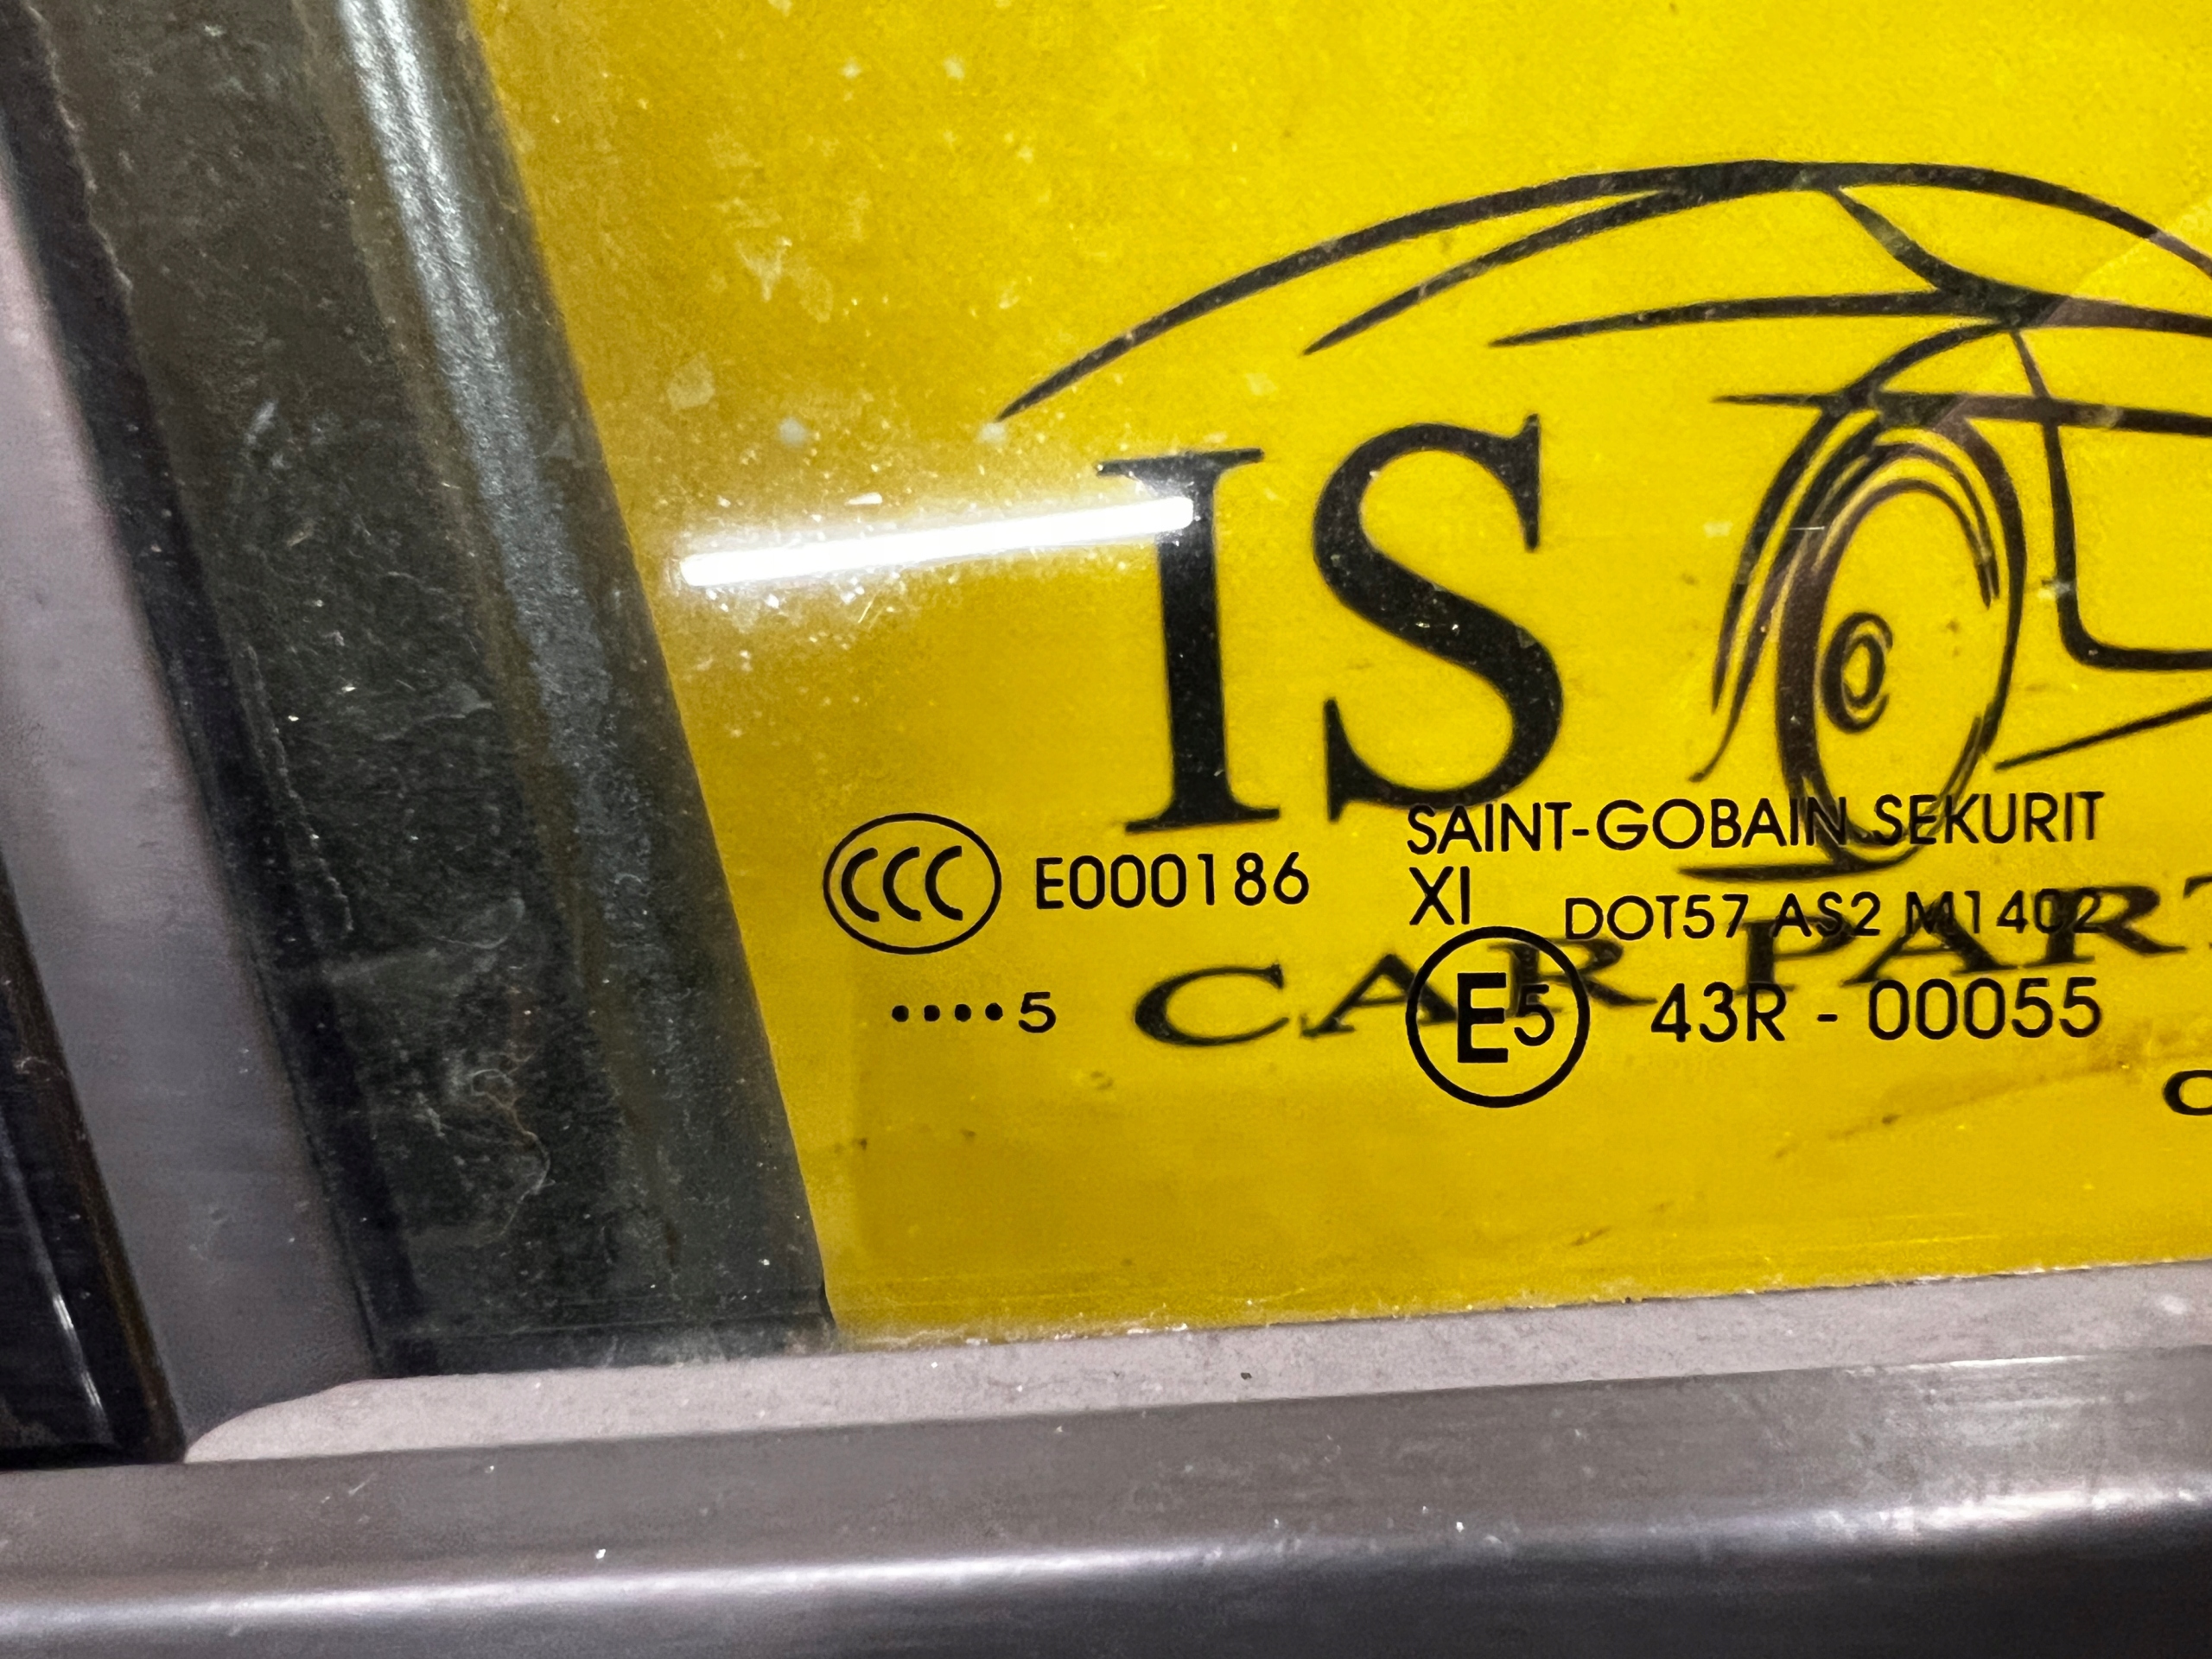 IS
CCC E000186
SAINT-GOBAIN SEKURIT
XI DOT57 AS2 M1402
CAR PART
E5 43R - 00055
....5